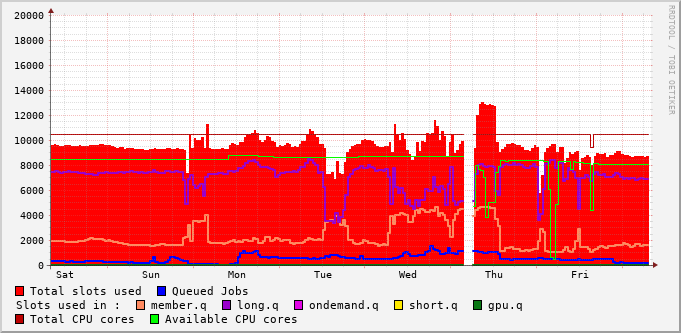 RRDTOOL / TOBI OETIKER
20000
18000
16000
14000
12000
10000
8000
6000
4000
2000
0
Sat Sun Mon Tue Wed Thu Fri
Total slots used Queued Jobs
Slots used in : member.q long.q ondemand.q short.q gpu.q
Total CPU cores Available CPU cores